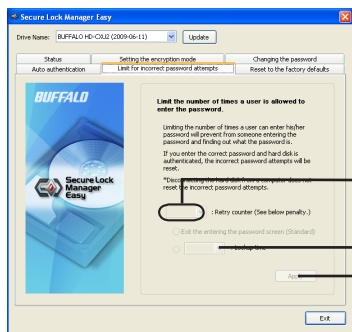 Secure Lock Manager Easy
Drive Name: BUFFALO HD-CXU2 (2009-06-11) Update
Status Setting the encryption mode Changing the password
Auto authentication Limit for incorrect password attempts Reset to the factory defaults
BUFFALO
Secure Lock
Manager
Easy
Limit the number of times a user is allowed to
enter the password.
Limiting the number of times a user can enter his/her
password will prevent from someone entering the
password and finding out what the password is.
If you enter the correct password and hard disk is
authenticated, the incorrect password attempts will be
reset.
*Disconnecting the hard disk from a computer does not
reset the incorrect password attempts.
: Retry counter (See below penalty.)
Exit the entering the password screen (Standard)
: Lockup time
Apply
Exit